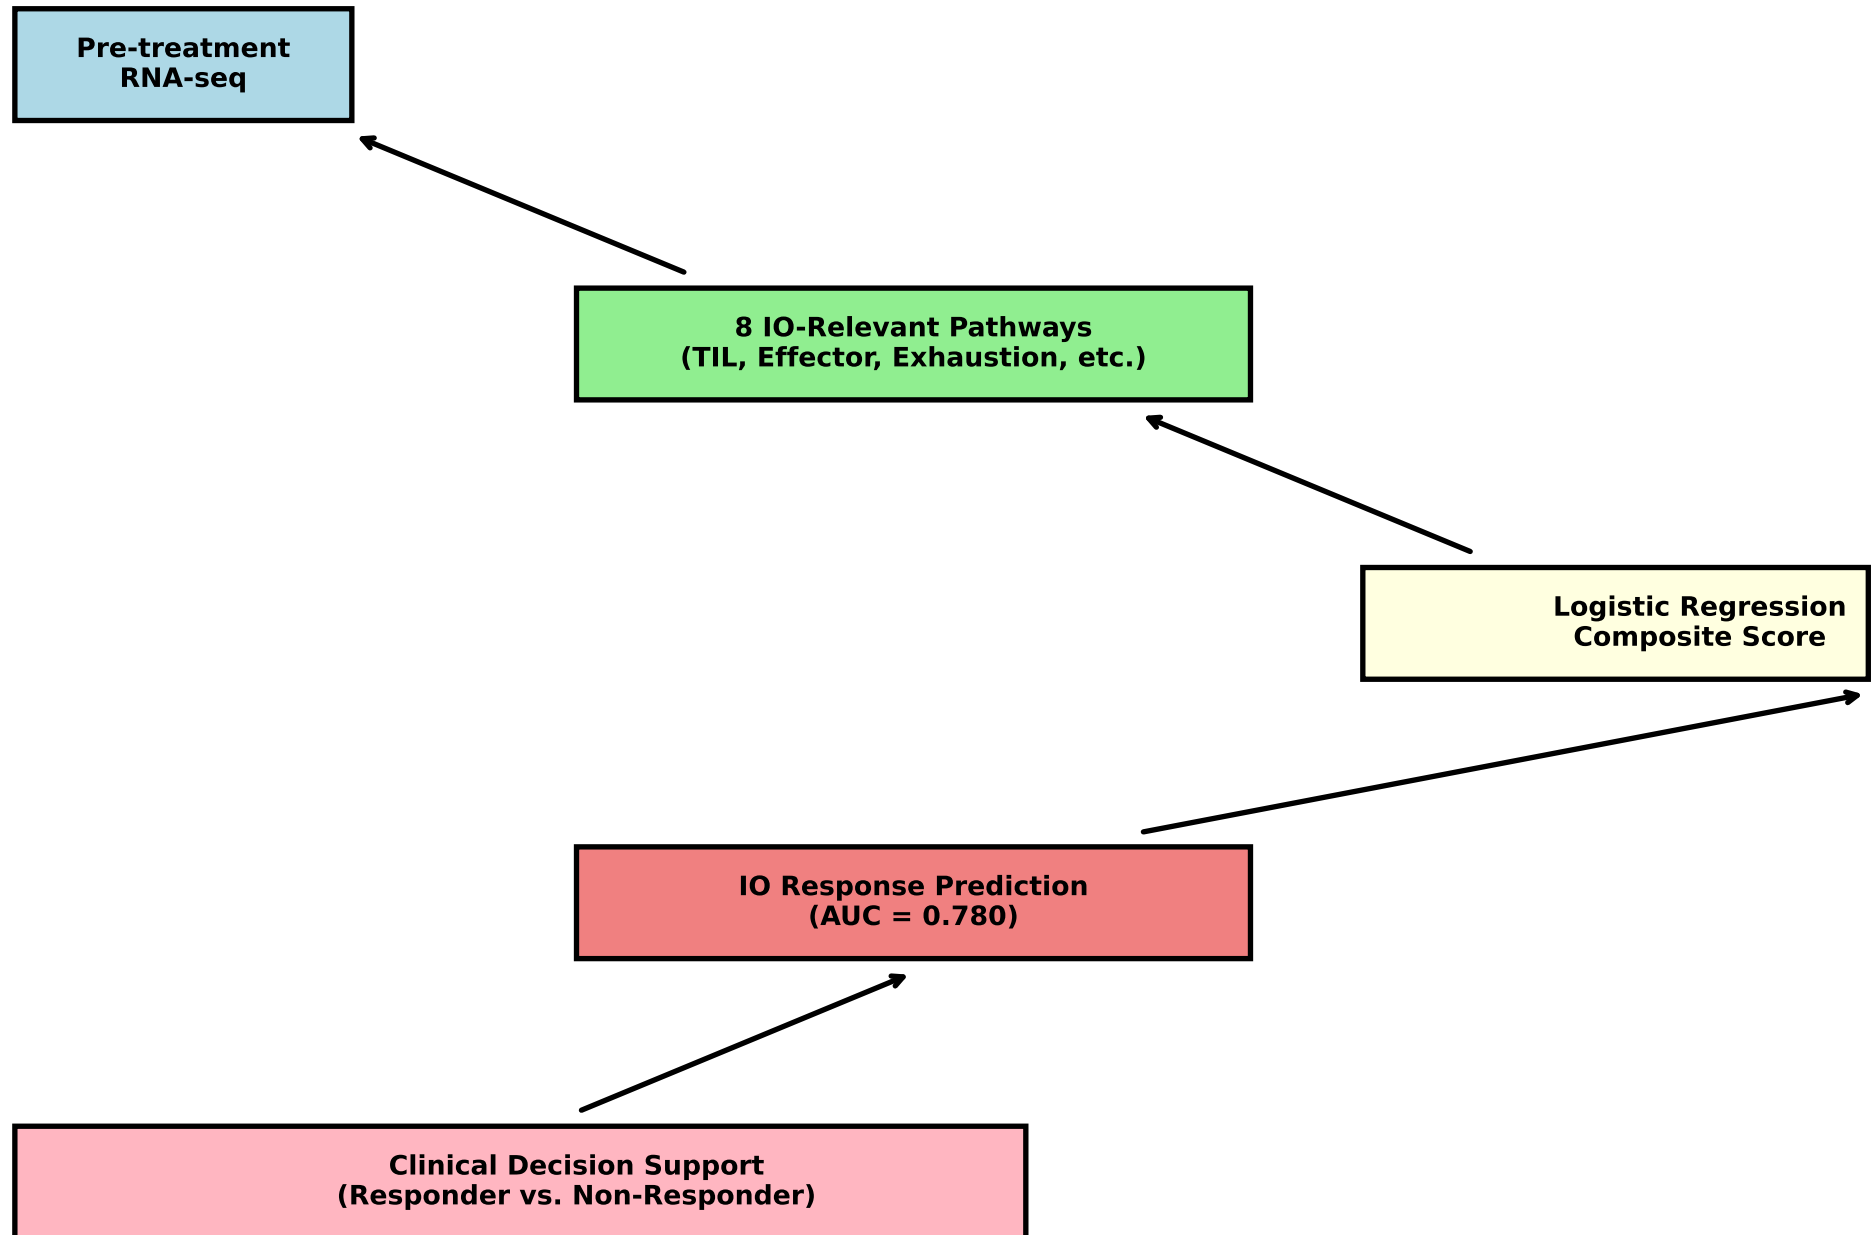 Pre-treatment
RNA-seq
8 IO-Relevant Pathways
(TIL, Effector, Exhaustion, etc.)
Logistic Regression
Composite Score
IO Response Prediction
(AUC = 0.780)
Clinical Decision Support
(Responder vs. Non-Responder)